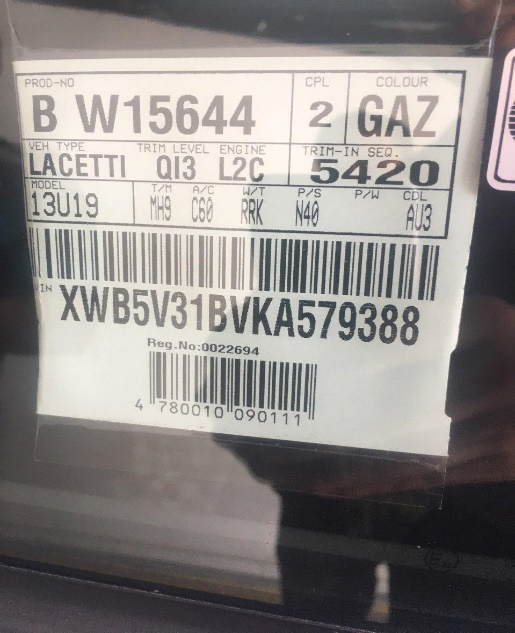 PROD-NO CPL COLOUR
B W15644 2 GAZ
VEH TYPE TRIM LEVEL ENGINE TRIM-IN SEQ.
LACETTI QI3 L2C 5420
MODEL T/M A/C W/T P/S P/W CDL
13U19 MH9 C60 RRK N40 AU3
VIN
XWB5V31BVKA579388
Reg.No:0022694
4 780010 090111